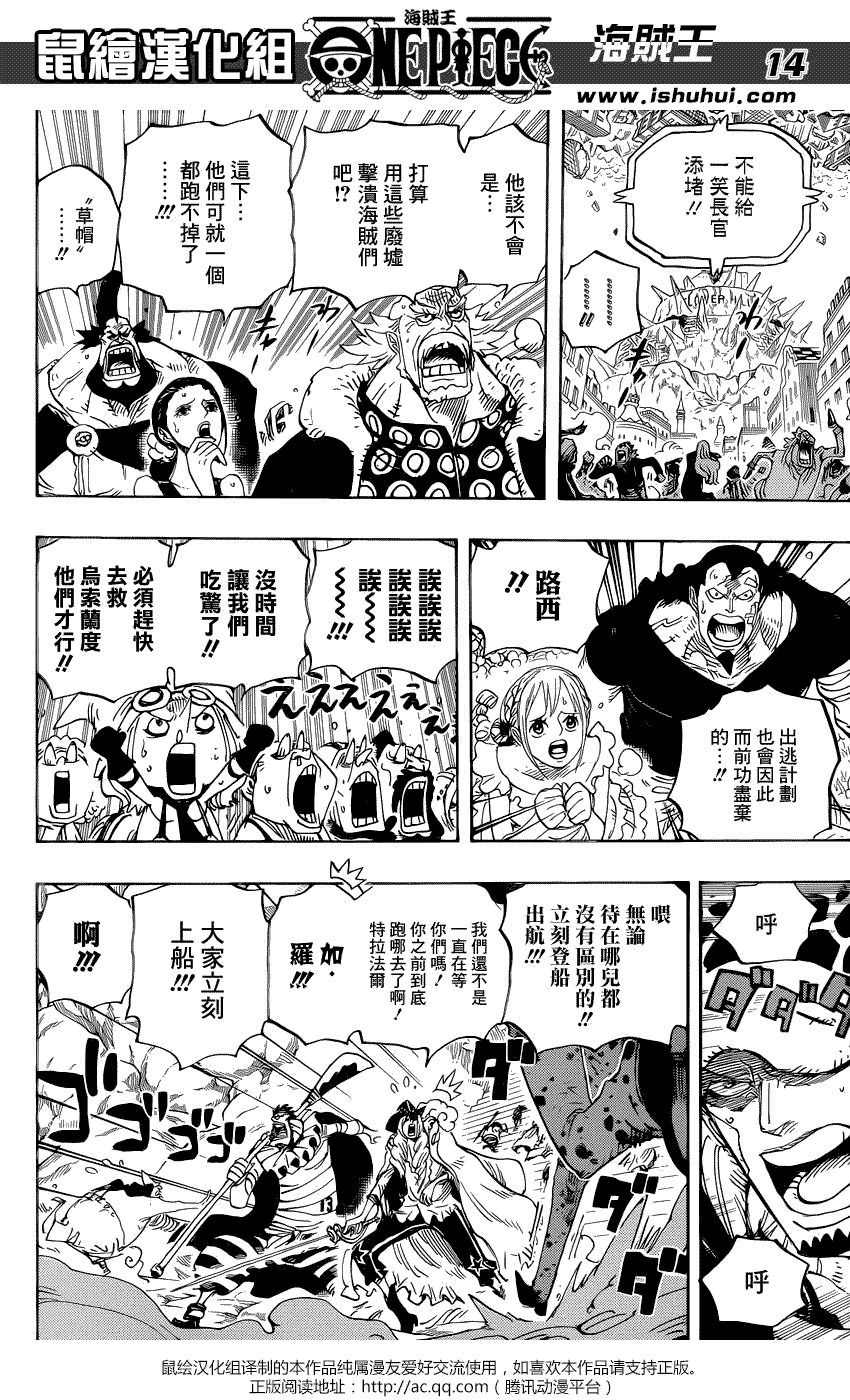 鼠繪漢化組
海賊王
ONE PIECE
海賊王
14
www.ishuhui.com
不能給
一笑長官
添堵!!
………
………!!
他該不會
是…
打算
用這些廢墟
擊潰海賊們
吧!?
這下…
他們可就一個
都跑不掉了
…!!!
“草帽”
……!!
路西
!!
出逃計劃
也會因此
而前功盡棄
的…!!
誒誒誒
誒誒誒
誒~~
~~~!!!
ええええええ
沒時間
讓我們
吃驚了!!
必須趕快
去救
烏索蘭度
他們才行!!
呼
ダダダ
呼
喂
無論
待在哪兒都
沒有區別的!!
立刻登船
出航!!!
我們還不是
一直在等
你們嗎!
你之前到底
跑哪去了啊!
特拉法爾
加·
羅
!!!
大家立刻
上船!!!
啊!!!
ダダダ
ゴゴゴ
13
鼠绘汉化组译制的本作品纯属漫友爱好交流使用，如喜欢本作品请支持正版。
正版阅读地址：http://ac.qq.com（腾讯动漫平台）